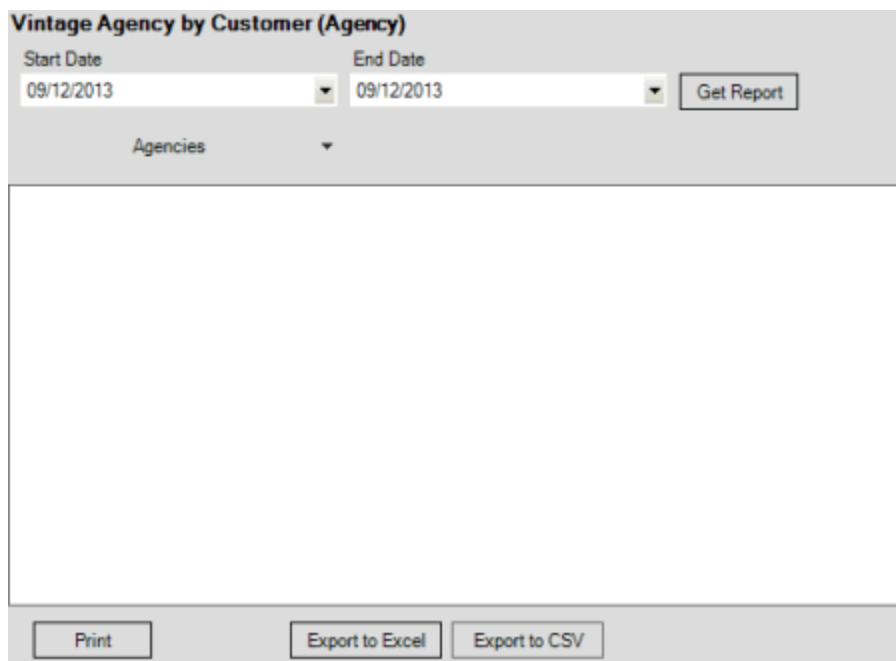 Vintage Agency by Customer (Agency)
Start Date End Date
09/12/2013 09/12/2013 Get Report
Agencies
Print Export to Excel Export to CSV